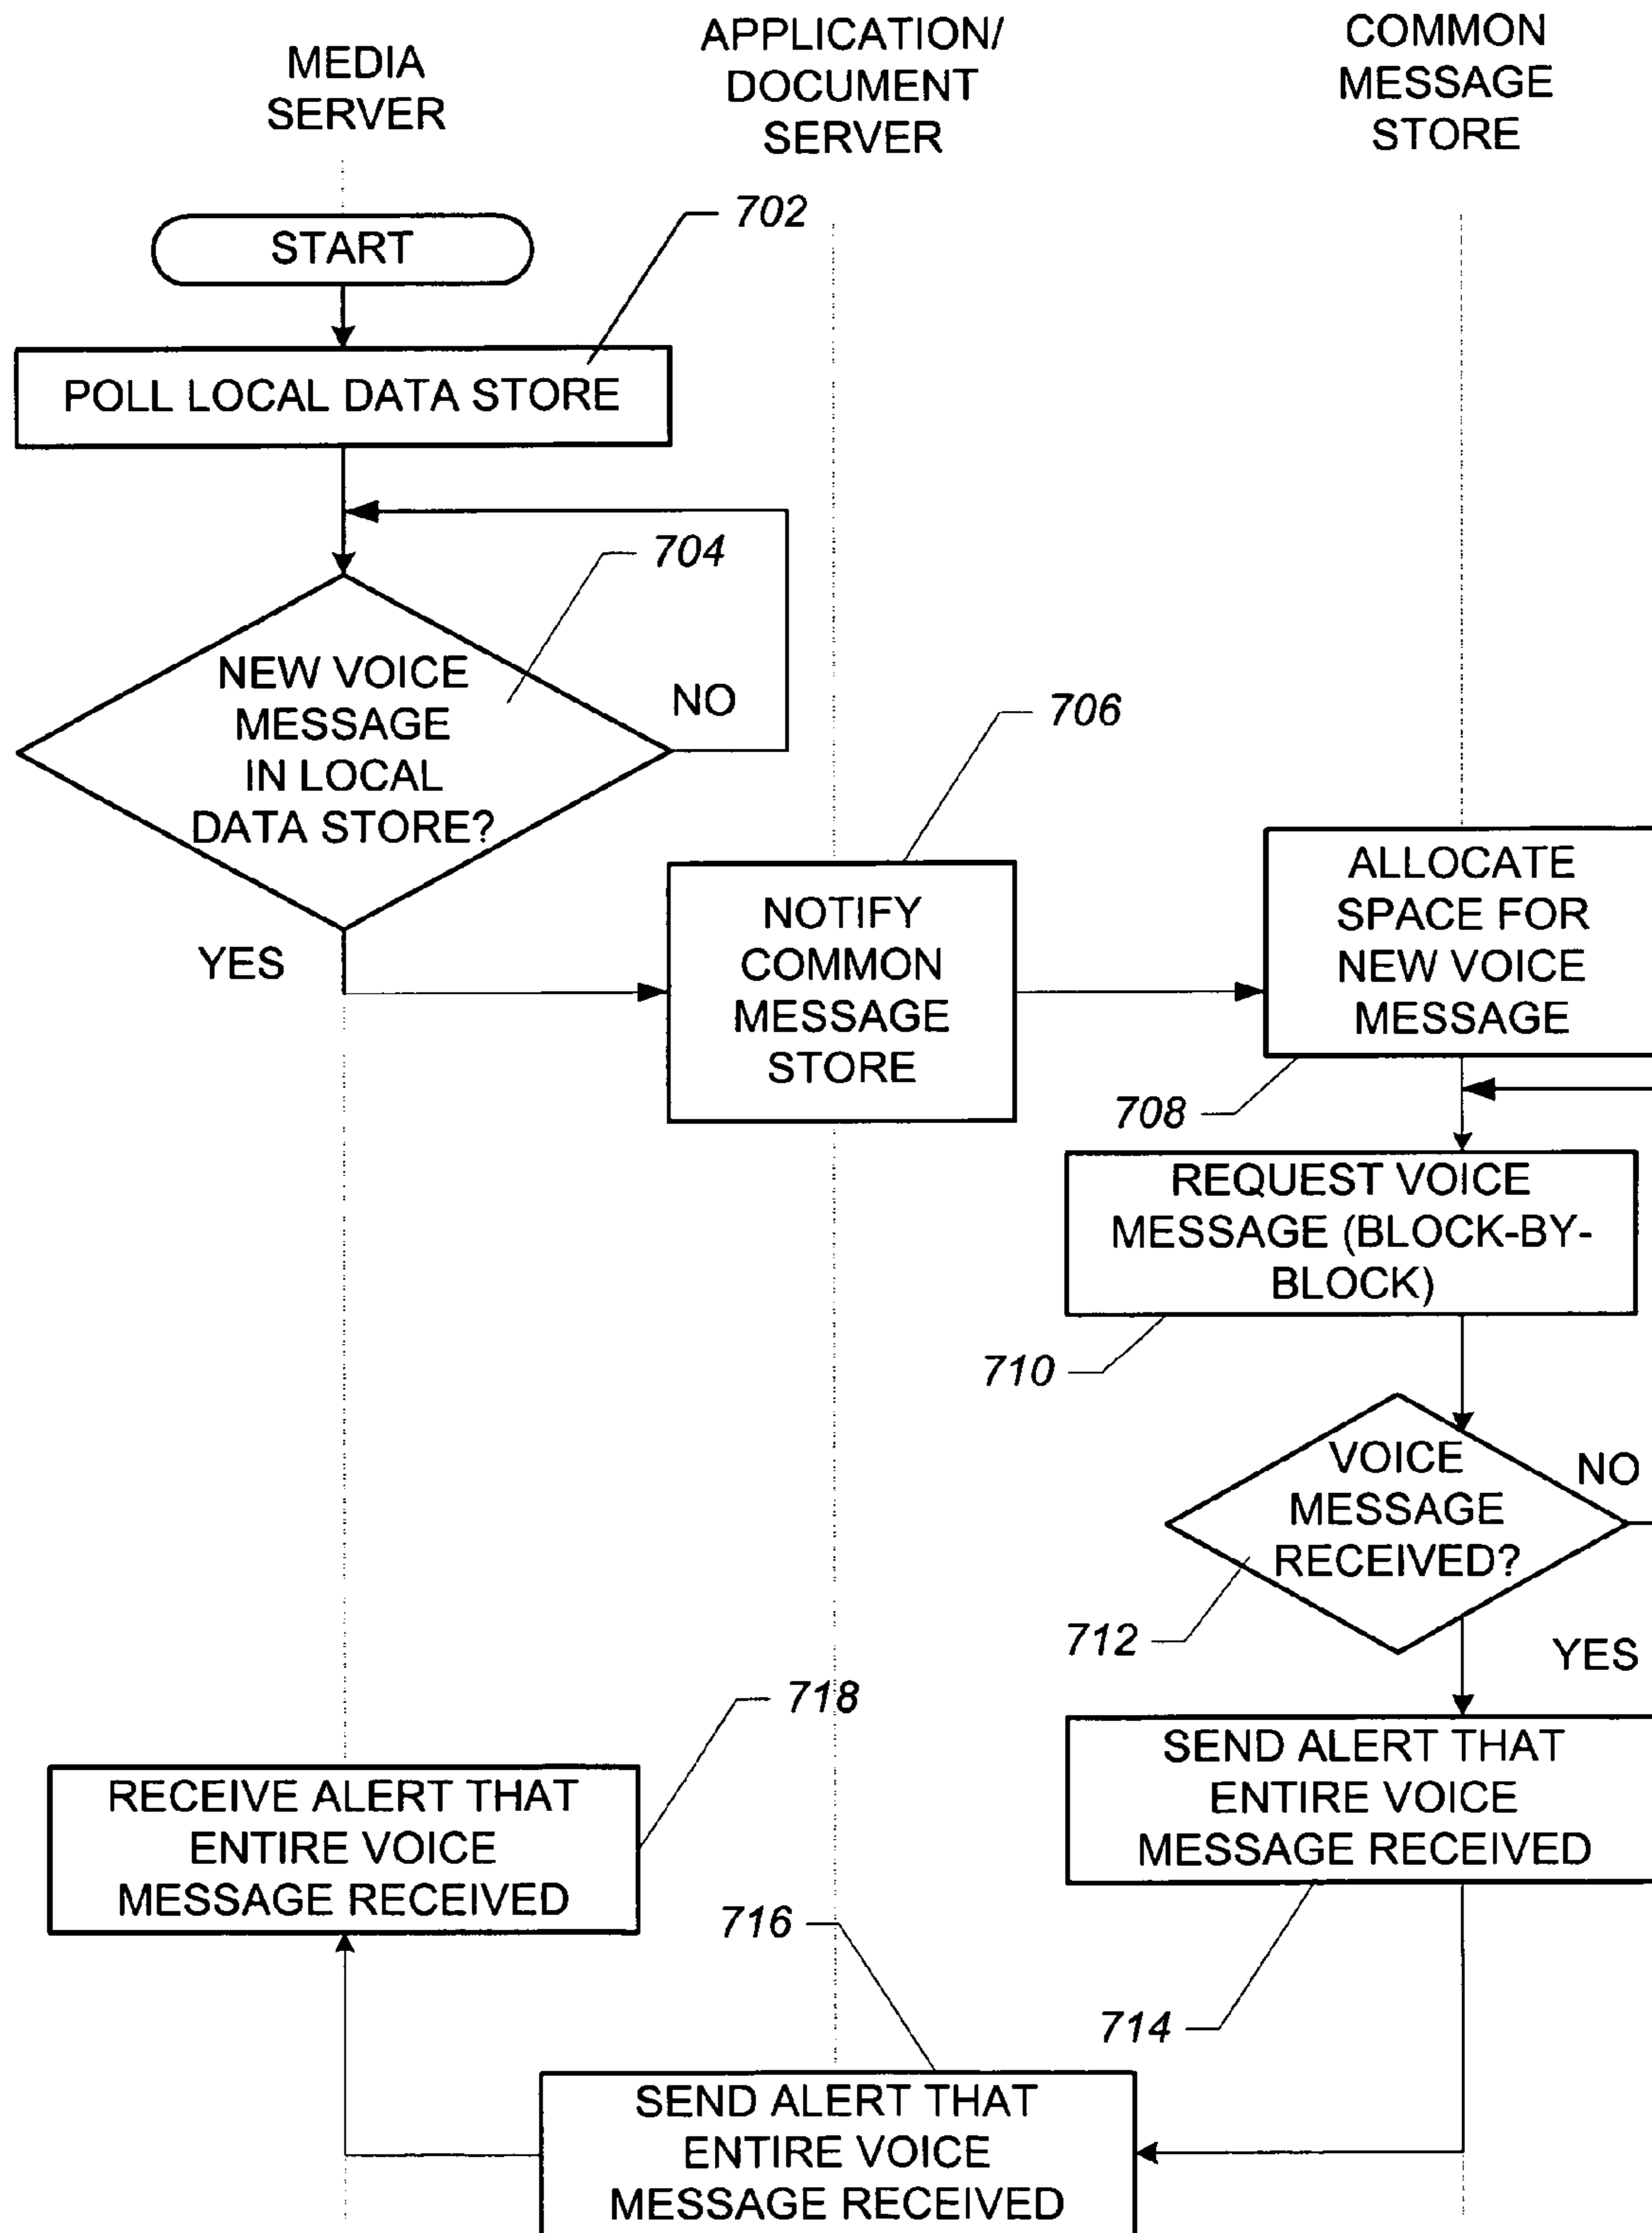 MEDIA
SERVER
APPLICATION/
DOCUMENT
SERVER
COMMON
MESSAGE
STORE
START
702
POLL LOCAL DATA STORE
704
NEW VOICE
MESSAGE
IN LOCAL
DATA STORE?
NO
YES
706
NOTIFY
COMMON
MESSAGE
STORE
ALLOCATE
SPACE FOR
NEW VOICE
MESSAGE
708
REQUEST VOICE
MESSAGE (BLOCK-BY-
BLOCK)
710
VOICE
MESSAGE
RECEIVED?
NO
712
YES
SEND ALERT THAT
ENTIRE VOICE
MESSAGE RECEIVED
714
716
SEND ALERT THAT
ENTIRE VOICE
MESSAGE RECEIVED
718
RECEIVE ALERT THAT
ENTIRE VOICE
MESSAGE RECEIVED